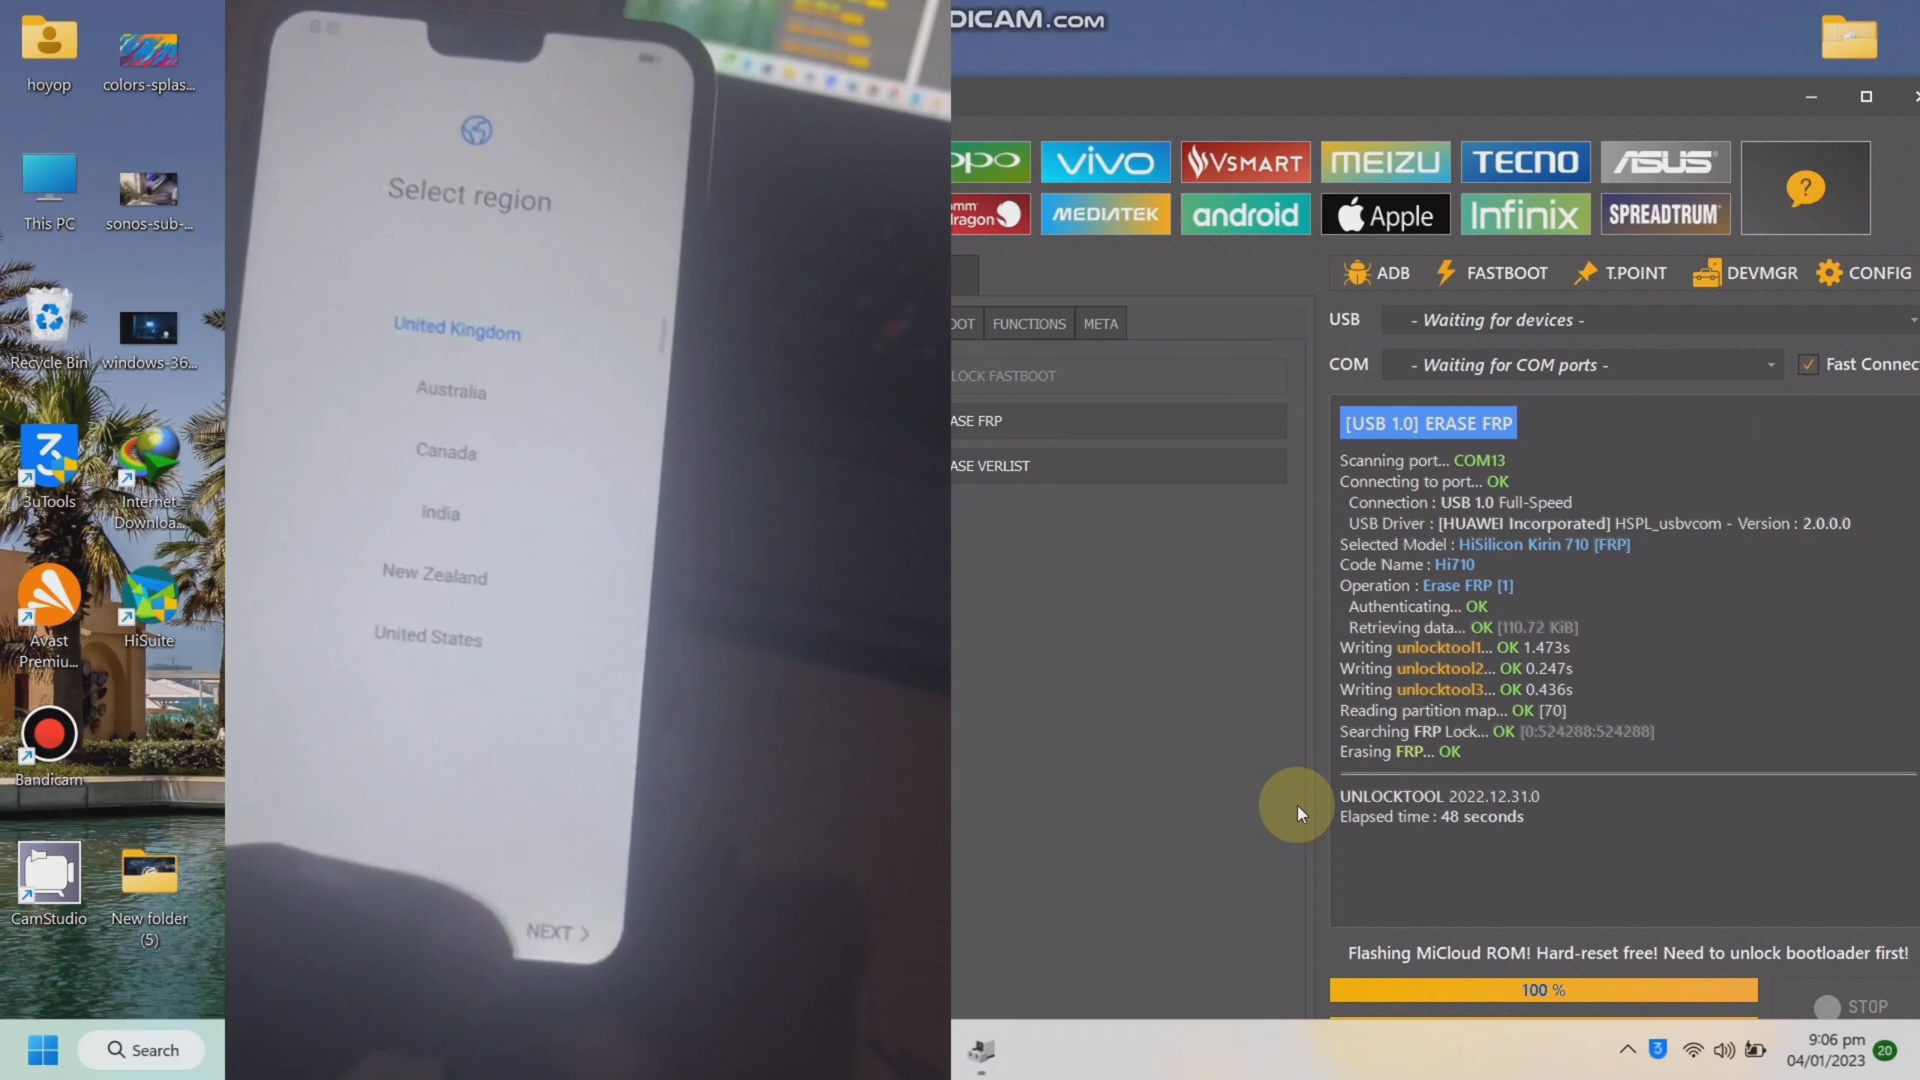 hoyop
colors-splas...
This PC
sonos-sub-...
Recycle Bin
windows-36...
3uTools
Internet
Downloa...
Avast
Premiu...
HiSuite
Bandicam
CamStudio
New folder
(5)
Search
Select region
United Kingdom
Australia
Canada
India
New Zealand
United States
NEXT >
DICAM.COM
oppo
vivo
VSMART
MEIZU
TECNO
ASUS
?
omm
dragon
MEDIATEK
android
Apple
Infinix
SPREADTRUM
ADB
FASTBOOT
T.POINT
DEVMGR
CONFIG
OOT
FUNCTIONS
META
USB
- Waiting for devices -
COM
- Waiting for COM ports -
Fast Connec
LOCK FASTBOOT
ASE FRP
ASE VERLIST
[USB 1.0] ERASE FRP
Scanning port... COM13
Connecting to port... OK
Connection : USB 1.0 Full-Speed
USB Driver : [HUAWEI Incorporated] HSPL_usbvcom - Version : 2.0.0.0
Selected Model : HiSilicon Kirin 710 [FRP]
Code Name : Hi710
Operation : Erase FRP [1]
Authenticating... OK
Retrieving data... OK [110.72 KiB]
Writing unlocktool1... OK 1.473s
Writing unlocktool2... OK 0.247s
Writing unlocktool3... OK 0.436s
Reading partition map... OK [70]
Searching FRP Lock... OK [0:524288:524288]
Erasing FRP... OK
UNLOCKTOOL 2022.12.31.0
Elapsed time : 48 seconds
Flashing MiCloud ROM! Hard-reset free! Need to unlock bootloader first!
100 %
STOP
3
9:06 pm
04/01/2023
20